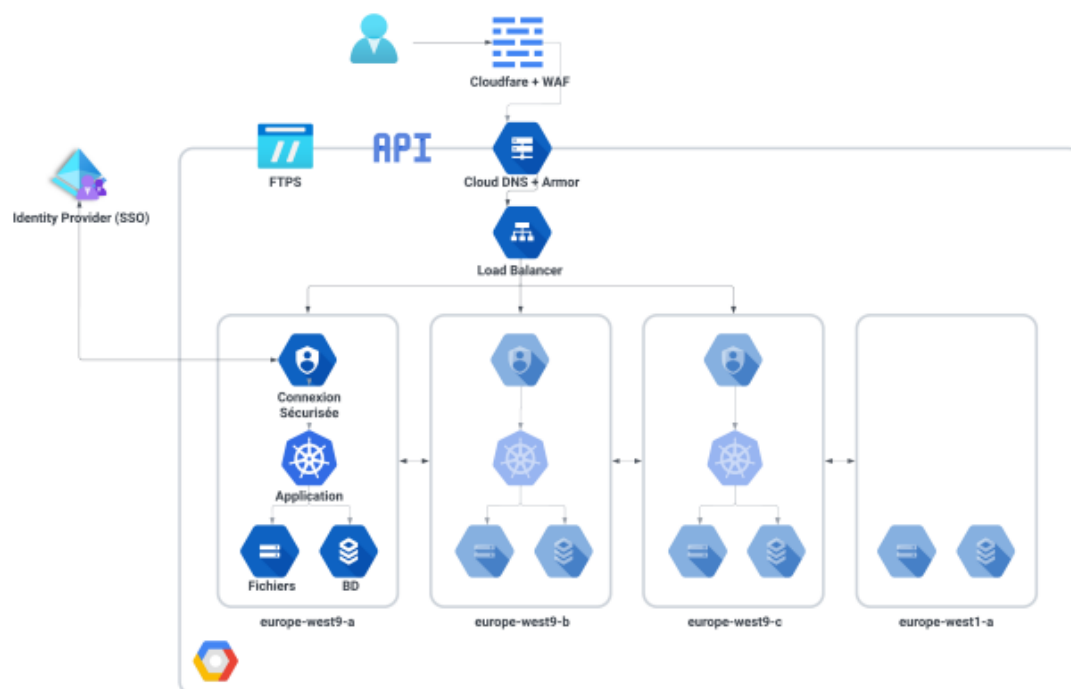 Cloudfare + WAF
API
FTPS
Cloud DNS + Armor
Identity Provider (SSO)
Load Balancer
Connexion
Sécurisée
Application
Fichiers
BD
europe-west9-a
europe-west9-b
europe-west9-c
europe-west1-a